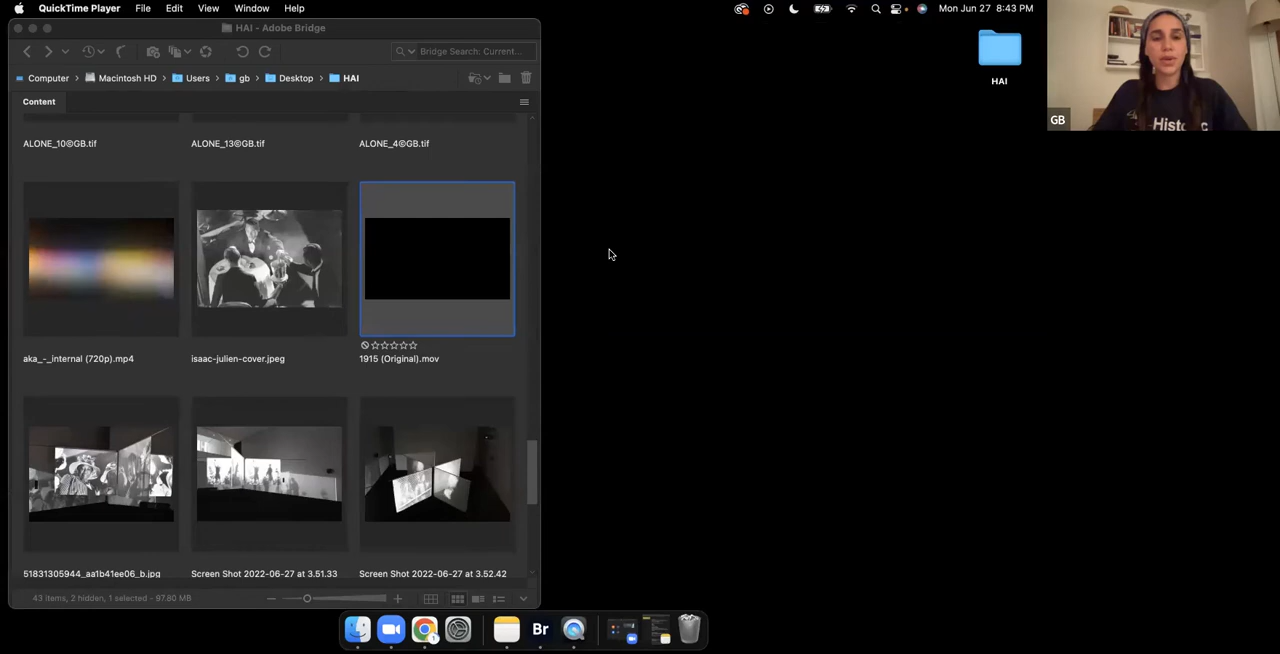 QuickTime Player File Edit View Window Help
Mon Jun 27 8:43 PM
HAI - Adobe Bridge
Bridge Search: Current...
Computer > Macintosh HD > Users > gb > Desktop > HAI
Content
ALONE_10©GB.tif
ALONE_13©GB.tif
ALONE_4©GB.tif
aka_-_internal (720p).mp4
isaac-julien-cover.jpeg
1915 (Original).mov
51831305944_aa1b41ee06_b.jpg
Screen Shot 2022-06-27 at 3.51.33
Screen Shot 2022-06-27 at 3.52.42
43 items, 2 hidden, 1 selected - 97.80 MB
HAI
GB
Historic
Br